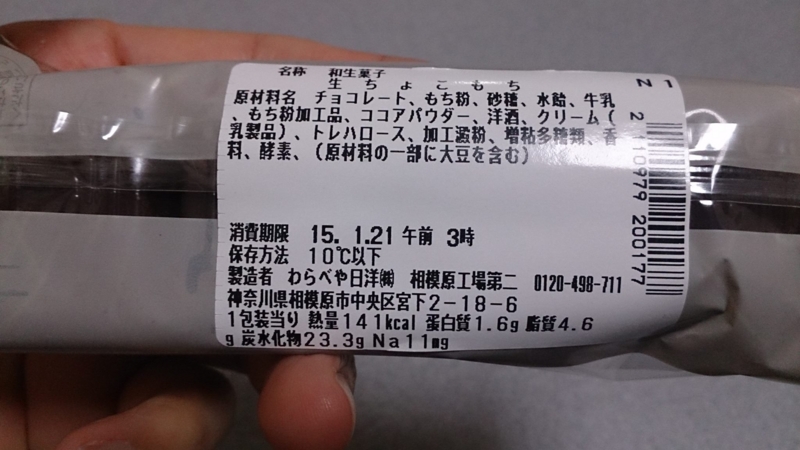 名称 和生菓子
生ちょこもち
N1
原材料名 チョコレート、もち粉、砂糖、水飴、牛乳
、もち粉加工品、ココアパウダー、洋酒、クリーム(
乳製品)、トレハロース、加工澱粉、増粘多糖類、香
料、酵素、(原材料の一部に大豆を含む)
2 110979 200177
消費期限 15. 1.21 午前 3時
保存方法 10℃以下
製造者 わらべや日洋㈱ 相模原工場第二 0120-498-711
神奈川県相模原市中央区宮下2-18-6
1包装当り 熱量141kcal 蛋白質1.6g 脂質4.6
g 炭水化物23.3g Na11mg